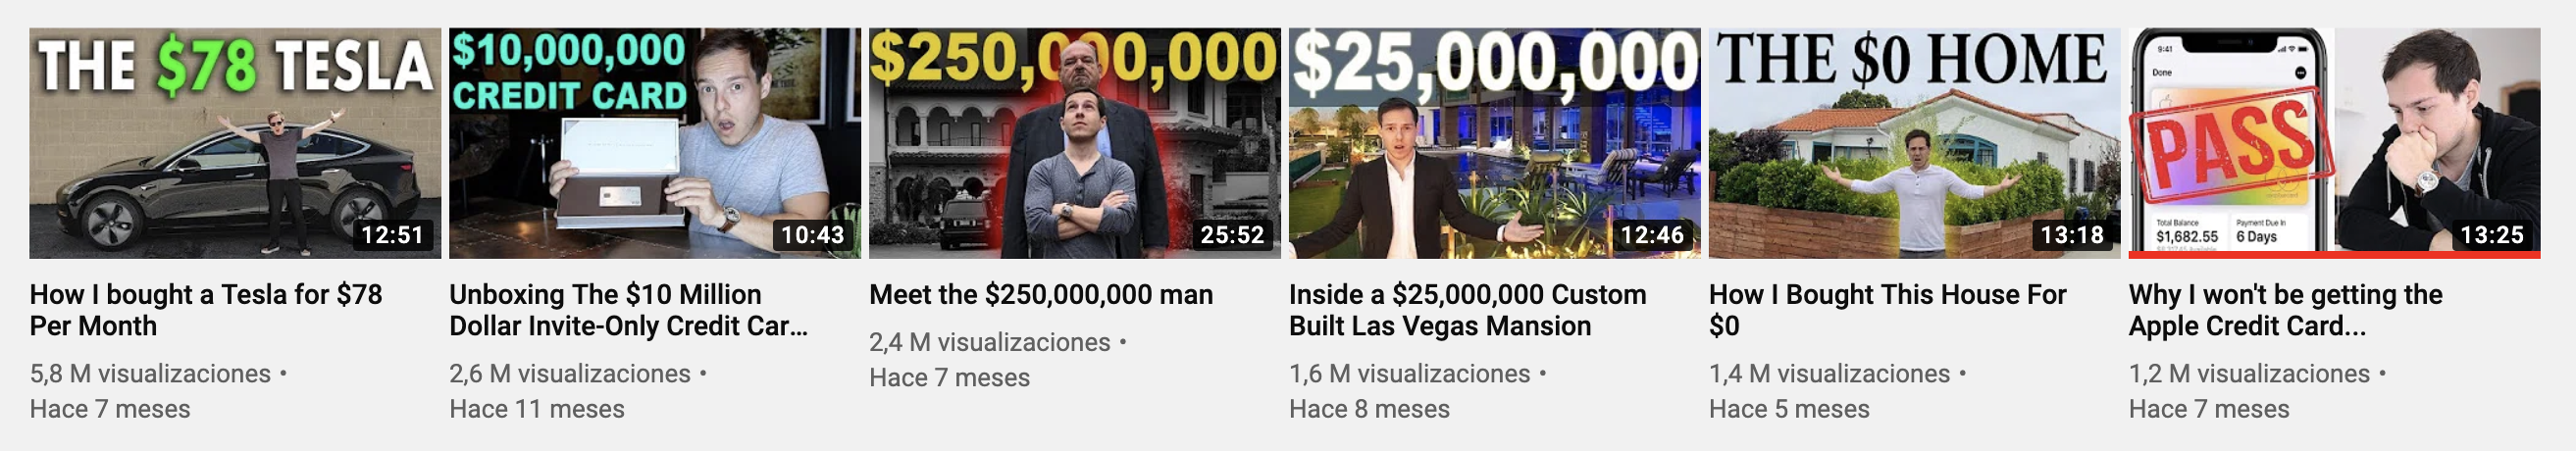 THE $78 TESLA
12:51
How I bought a Tesla for $78
Per Month
5,8 M visualizaciones •
Hace 7 meses
$10,000,000
CREDIT CARD
10:43
Unboxing The $10 Million
Dollar Invite-Only Credit Car...
2,6 M visualizaciones •
Hace 11 meses
$250,000,000
25:52
Meet the $250,000,000 man
2,4 M visualizaciones •
Hace 7 meses
$25,000,000
12:46
Inside a $25,000,000 Custom
Built Las Vegas Mansion
1,6 M visualizaciones •
Hace 8 meses
THE $0 HOME
13:18
How I Bought This House For
$0
1,4 M visualizaciones •
Hace 5 meses
9:41
Done
PASS
Total Balance
$1,682.55
Payment Due In
6 Days
13:25
Why I won't be getting the
Apple Credit Card...
1,2 M visualizaciones •
Hace 7 meses